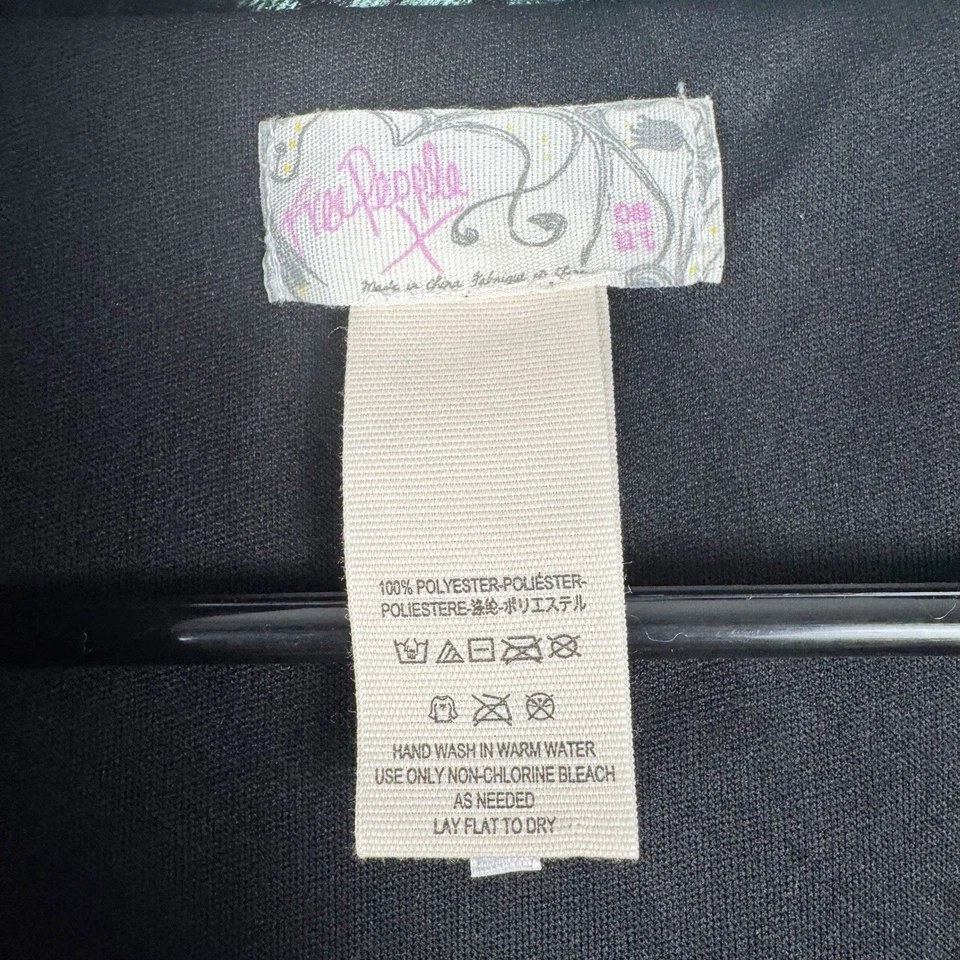 Free People
Made in China Fabriqué en Chine
100% POLYESTER-POLIÉSTER-
POLIESTERE-涤纶-ポリエステル
HAND WASH IN WARM WATER
USE ONLY NON-CHLORINE BLEACH
AS NEEDED
LAY FLAT TO DRY